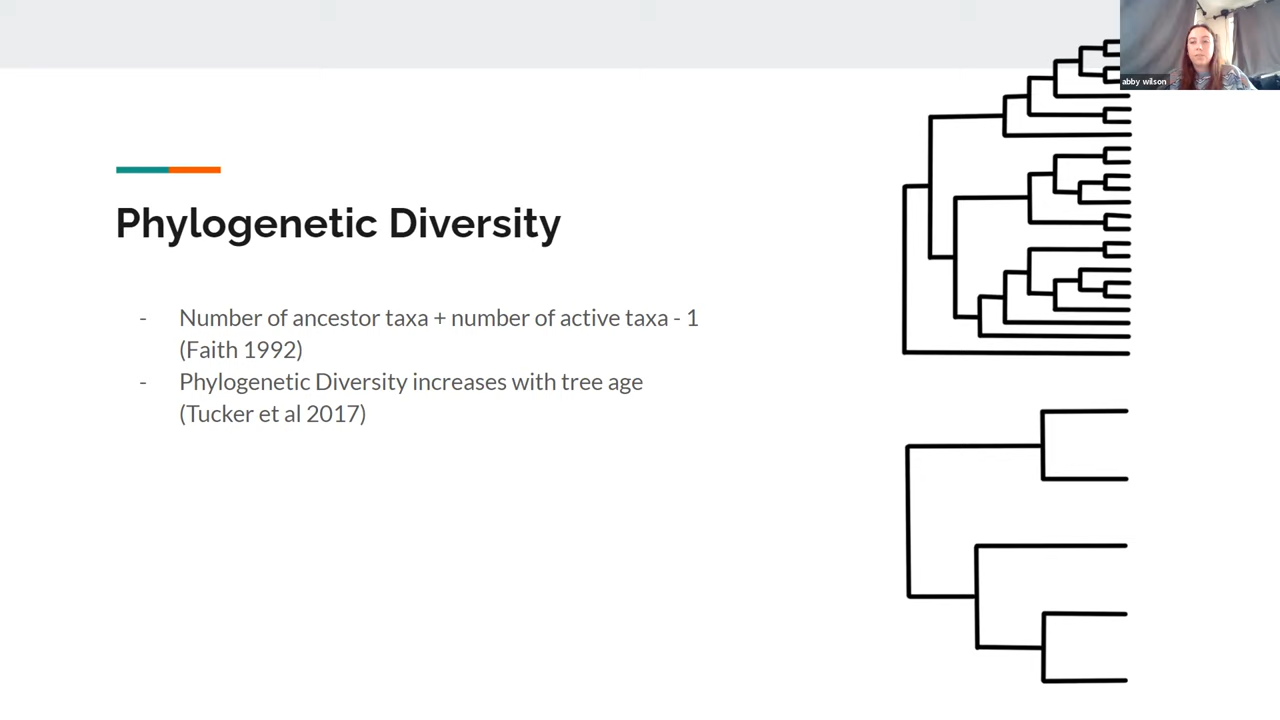 Phylogenetic Diversity
- Number of ancestor taxa + number of active taxa - 1
(Faith 1992)
- Phylogenetic Diversity increases with tree age
(Tucker et al 2017)
abby wilson